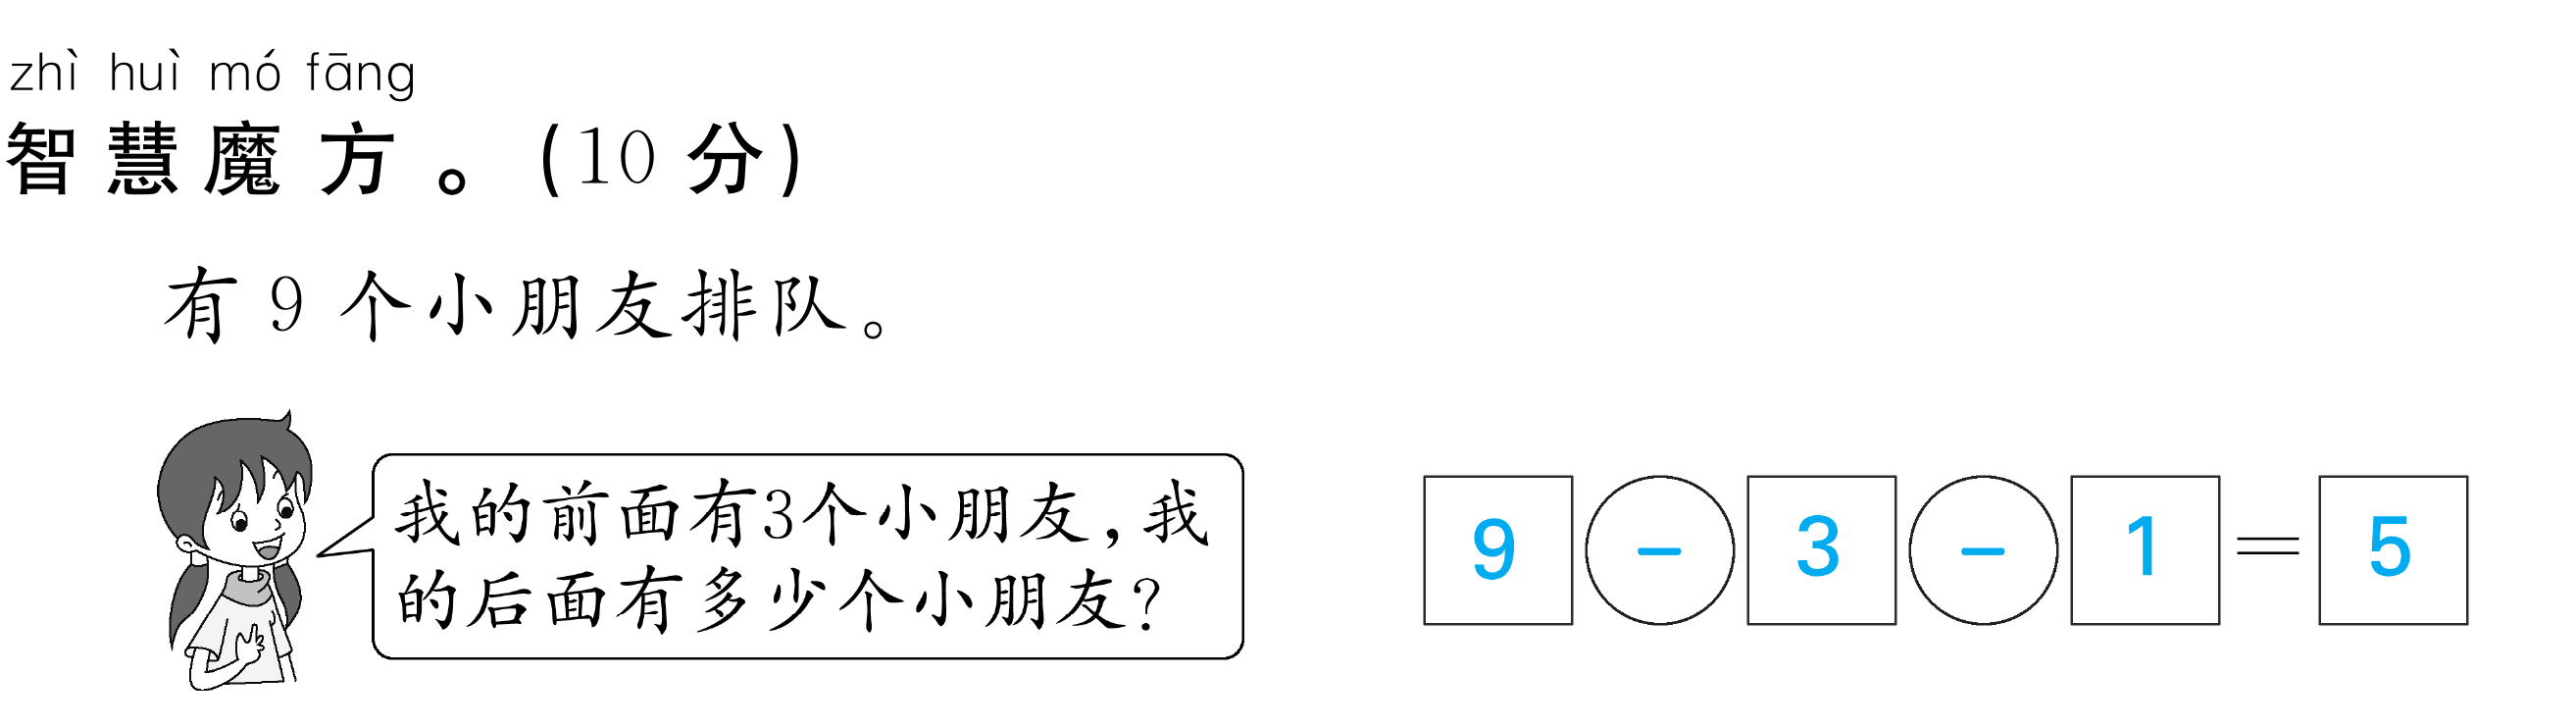 zhì huì mó fāng
智慧魔方。(10 分)
有 9 个小朋友排队。
我的前面有3个小朋友,我
的后面有多少个小朋友?
9 - 3 - 1 = 5